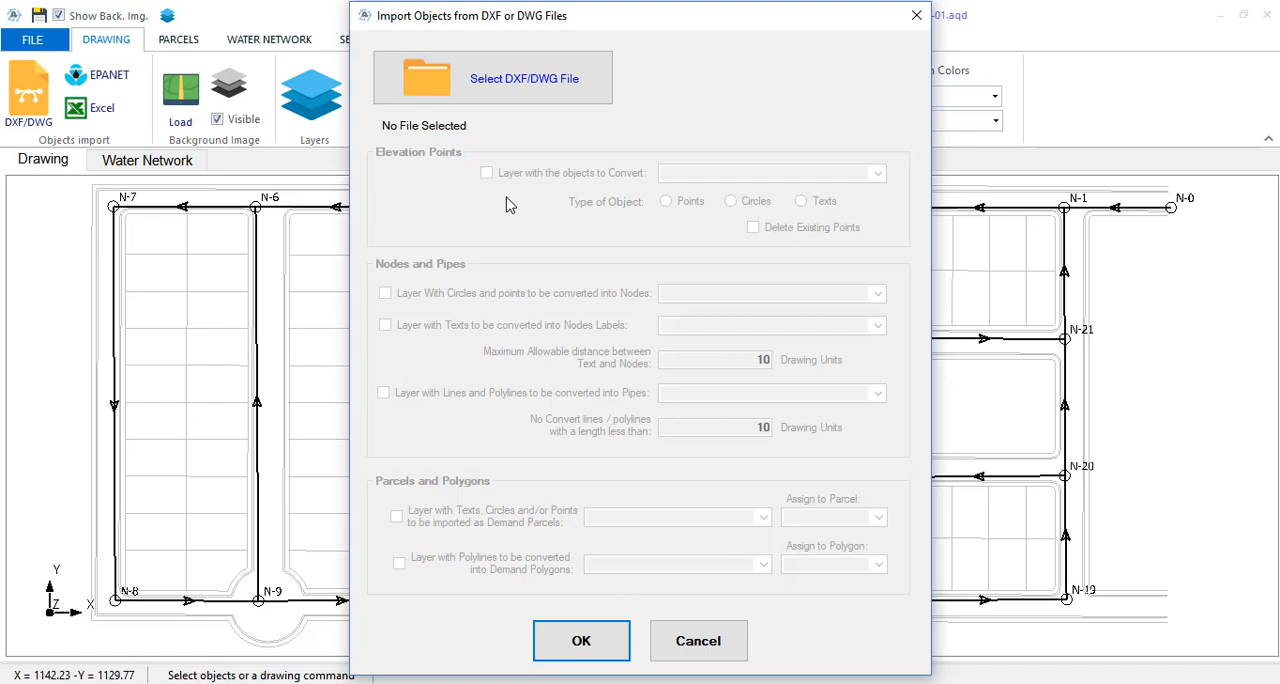 Show Back. Img.
Import Objects from DXF or DWG Files
-01.aqd
FILE
DRAWING
PARCELS
WATER NETWORK
SE
EPANET
Excel
DXF/DWG
Load
Visible
Objects import
Background Image
Layers
n Colors
Drawing
Water Network
Select DXF/DWG File
No File Selected
Elevation Points
Layer with the objects to Convert:
Type of Object:
Points
Circles
Texts
Delete Existing Points
Nodes and Pipes
Layer With Circles and points to be converted into Nodes:
Layer with Texts to be converted into Nodes Labels:
Maximum Allowable distance between
Text and Nodes:
10
Drawing Units
Layer with Lines and Polylines to be converted into Pipes:
No Convert lines / polylines
with a length less than:
10
Drawing Units
Parcels and Polygons
Layer with Texts, Circles and/or Points
to be imported as Demand Parcels:
Assign to Parcel:
Layer with Polylines to be converted
into Demand Polygons:
Assign to Polygon:
OK
Cancel
N-7
N-6
N-1
N-0
N-21
N-20
N-19
N-8
N-9
Y
Z
X
X = 1142.23 -Y = 1129.77
Select objects or a drawing command